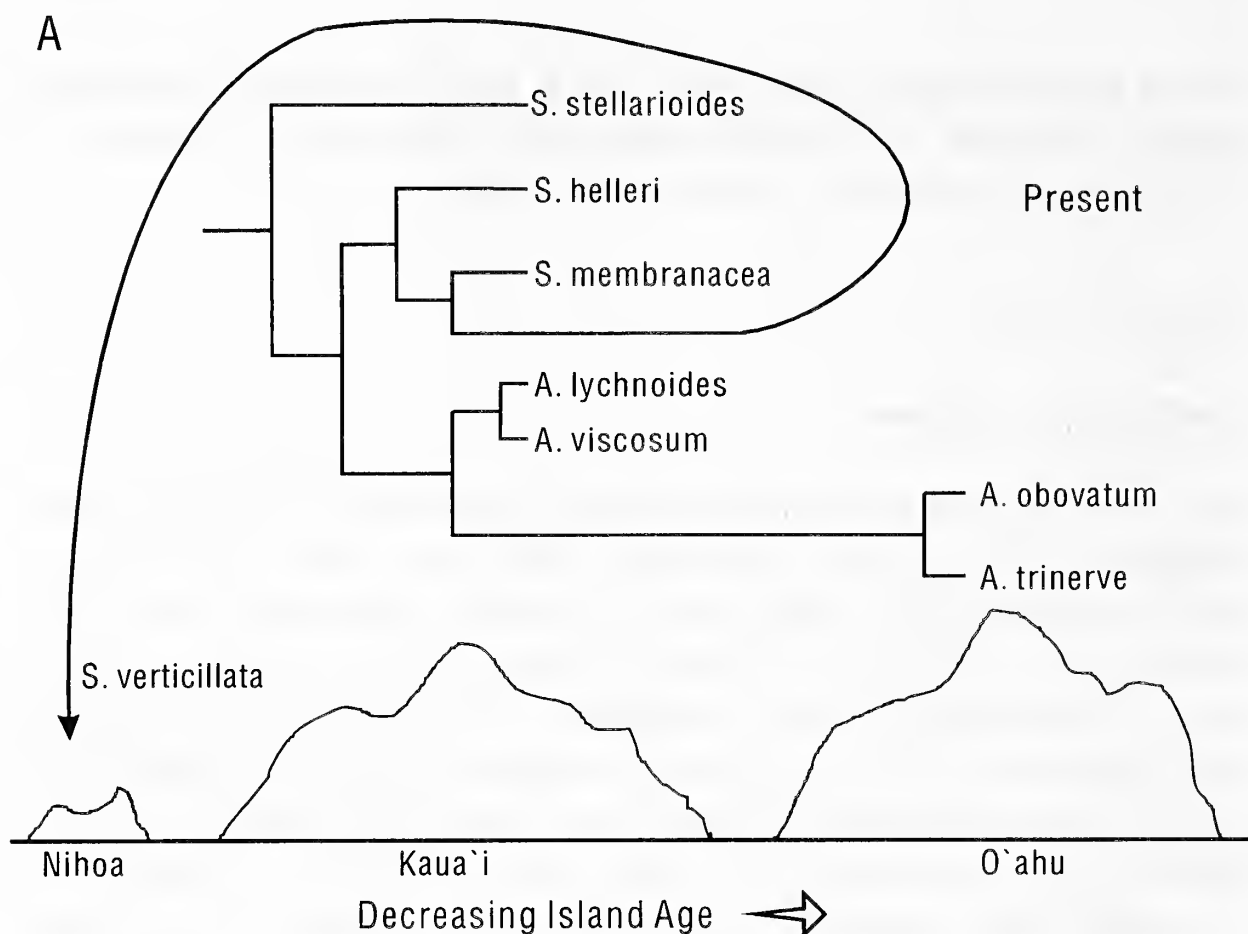 A
S. stellarioides
S. helleri
Present
S. membranacea
A. lychnoides
A. viscosum
A. obovatum
A. trinerve
S. verticillata
Nihoa
Kaua`i
O`ahu
Decreasing Island Age